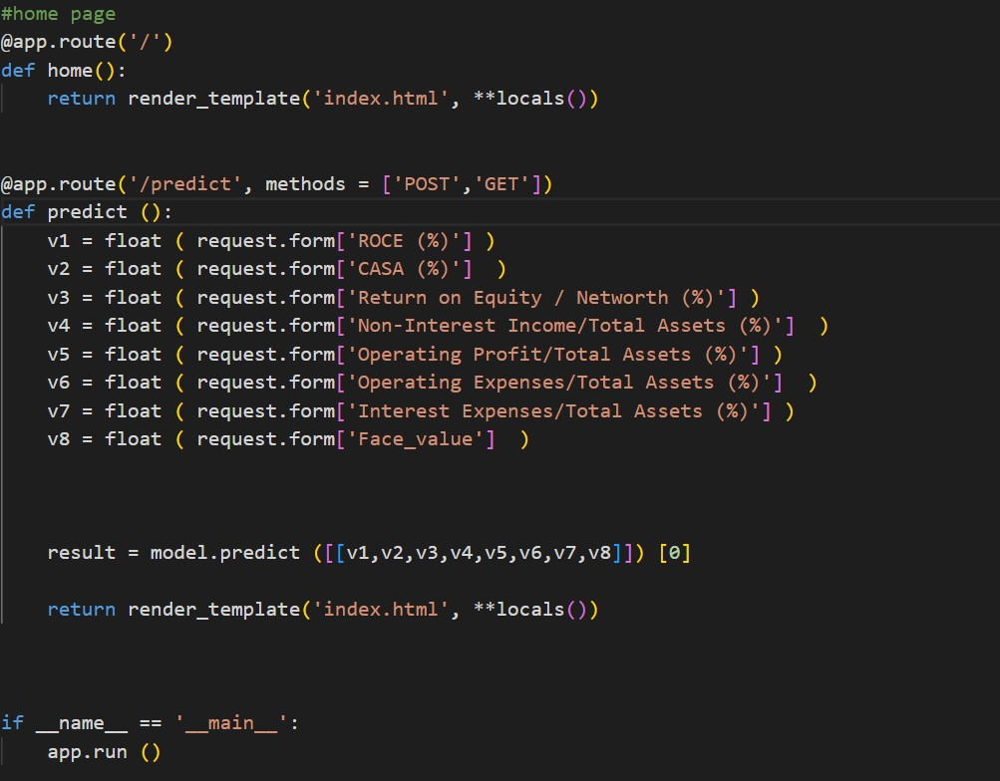 #home page
@app.route('/')
def home():
    return render_template('index.html', **locals())
@app.route('/predict', methods = ['POST','GET'])
def predict ():
    v1 = float ( request.form['ROCE (%)'] )
    v2 = float ( request.form['CASA (%)']  )
    v3 = float ( request.form['Return on Equity / Networth (%)'] )
    v4 = float ( request.form['Non-Interest Income/Total Assets (%)']  )
    v5 = float ( request.form['Operating Profit/Total Assets (%)'] )
    v6 = float ( request.form['Operating Expenses/Total Assets (%)']  )
    v7 = float ( request.form['Interest Expenses/Total Assets (%)'] )
    v8 = float ( request.form['Face_value']  )
    result = model.predict ([[v1,v2,v3,v4,v5,v6,v7,v8]]) [0]
    return render_template('index.html', **locals())
if __name__ == '__main__':
    app.run ()